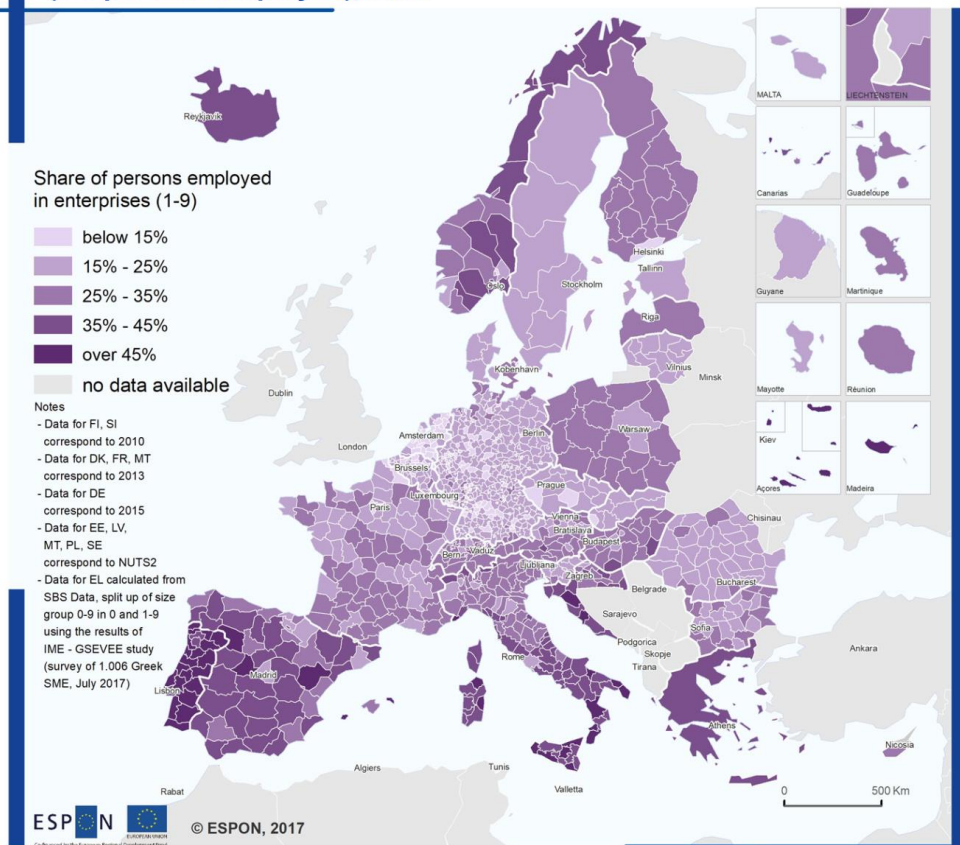 Reykjavik
Share of persons employed
in enterprises (1-9)
below 15%
15% - 25%
25% - 35%
35% - 45%
over 45%
no data available
Notes
- Data for FI, SI
correspond to 2010
- Data for DK, FR, MT
correspond to 2013
- Data for DE
correspond to 2015
- Data for EE, LV,
MT, PL, SE
correspond to NUTS2
- Data for EL calculated from
SBS Data, split up of size
group 0-9 in 0 and 1-9
using the results of
IME - GSEVEE study
(survey of 1.006 Greek
SME, July 2017)
MALTA
LIECHTENSTEIN
Canarias
Guadeloupe
Guyane
Martinique
Mayotte
Réunion
Kiev
Açores
Madeira
Helsinki
Tallinn
Oslo
Stockholm
Riga
Kobenhavn
Vilnius
Minsk
Dublin
London
Amsterdam
Berlin
Warsaw
Brussels
Luxembourg
Prague
Paris
Vienna
Bratislava
Chisinau
Bern
Vaduz
Budapest
Ljubljana
Zagreb
Belgrade
Bucharest
Sarajevo
Sofia
Podgorica
Skopje
Tirana
Rome
Ankara
Madrid
Lisbon
Athens
Nicosia
Algiers
Tunis
Valletta
Rabat
0 500 Km
ESPON
EUROPEAN UNION
© ESPON, 2017